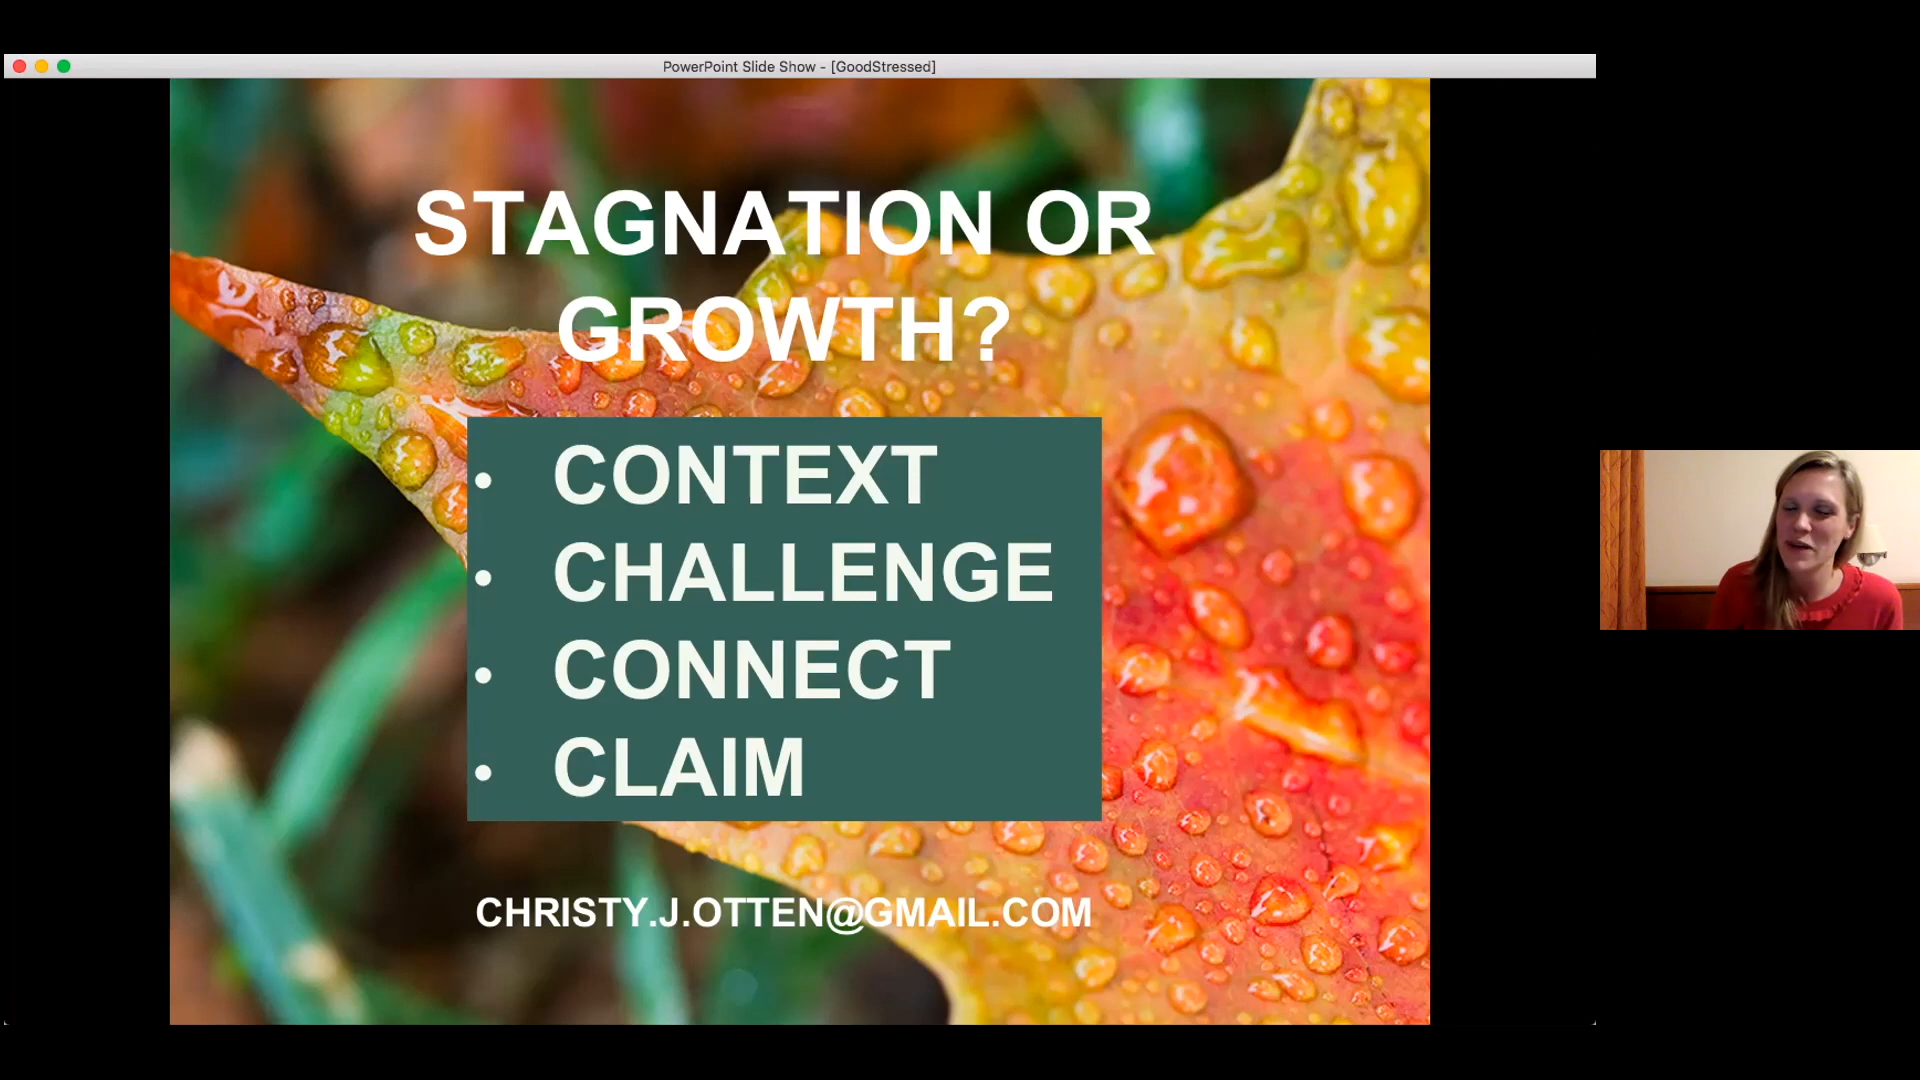 PowerPoint Slide Show - [GoodStressed]
STAGNATION OR
GROWTH?
• CONTEXT
• CHALLENGE
• CONNECT
• CLAIM
CHRISTY.J.OTTEN@GMAIL.COM